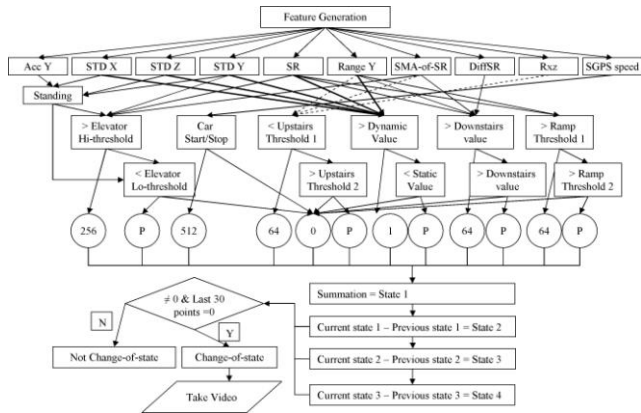 Feature Generation
Acc Y
STD X
STD Z
STD Y
SR
Range Y
SMA-of-SR
DiffSR
Rxz
SGPS speed
Standing
> Elevator
Hi-threshold
Car
Start/Stop
< Upstairs
Threshold 1
> Dynamic
Value
> Downstairs
value
> Ramp
Threshold 1
< Elevator
Lo-threshold
> Upstairs
Threshold 2
< Static
Value
> Downstairs
value
> Ramp
Threshold 2
256
P
512
64
0
P
1
P
64
P
64
P
Summation = State 1
≠ 0 & Last 30
points =0
Current state 1 – Previous state 1 = State 2
N
Y
Not Change-of-state
Change-of-state
Current state 2 – Previous state 2 = State 3
Take Video
Current state 3 – Previous state 3 = State 4